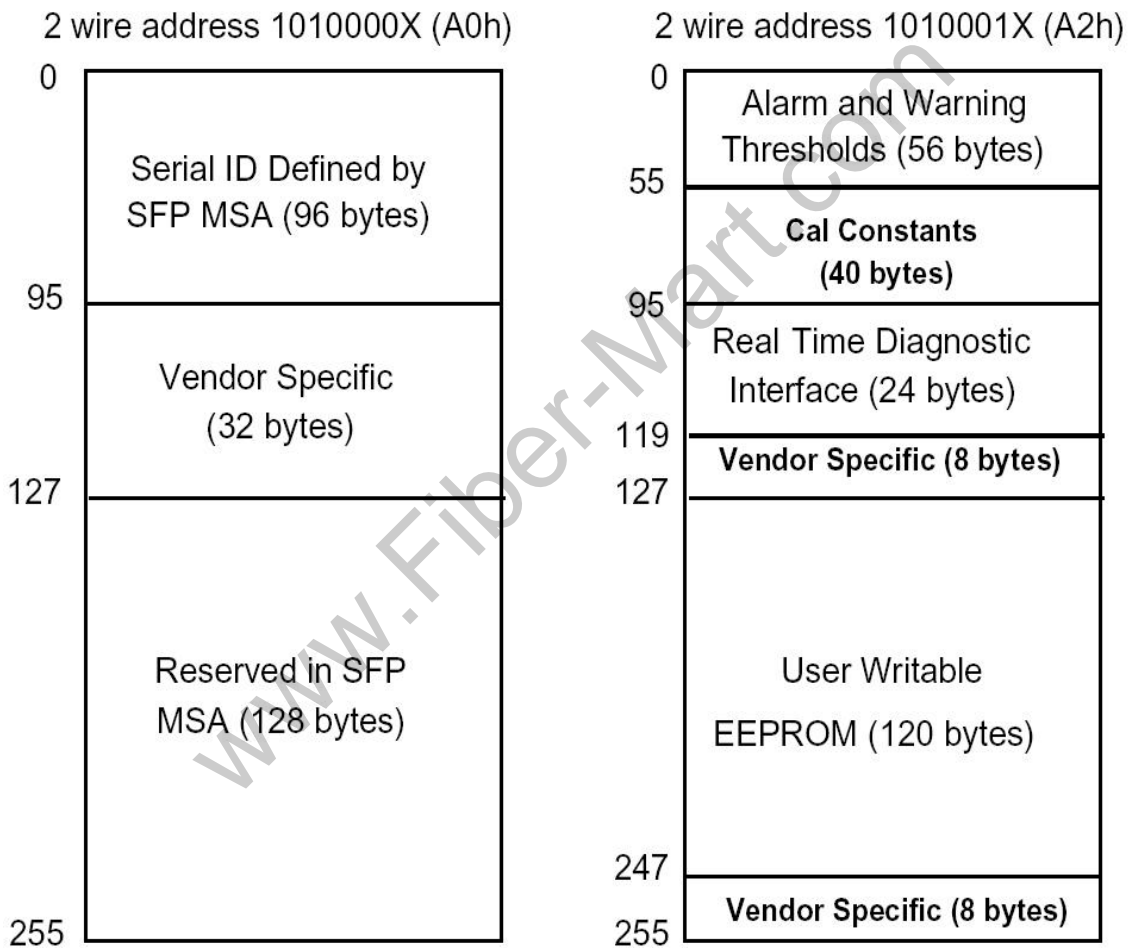 2 wire address 1010000X (A0h)
0
Serial ID Defined by
SFP MSA (96 bytes)
95
Vendor Specific
(32 bytes)
127
Reserved in SFP
MSA (128 bytes)
255
2 wire address 1010001X (A2h)
0
Alarm and Warning
Thresholds (56 bytes)
55
Cal Constants
(40 bytes)
95
Real Time Diagnostic
Interface (24 bytes)
119
Vendor Specific (8 bytes)
127
User Writable
EEPROM (120 bytes)
247
Vendor Specific (8 bytes)
255
www.Fiber-Mart.com